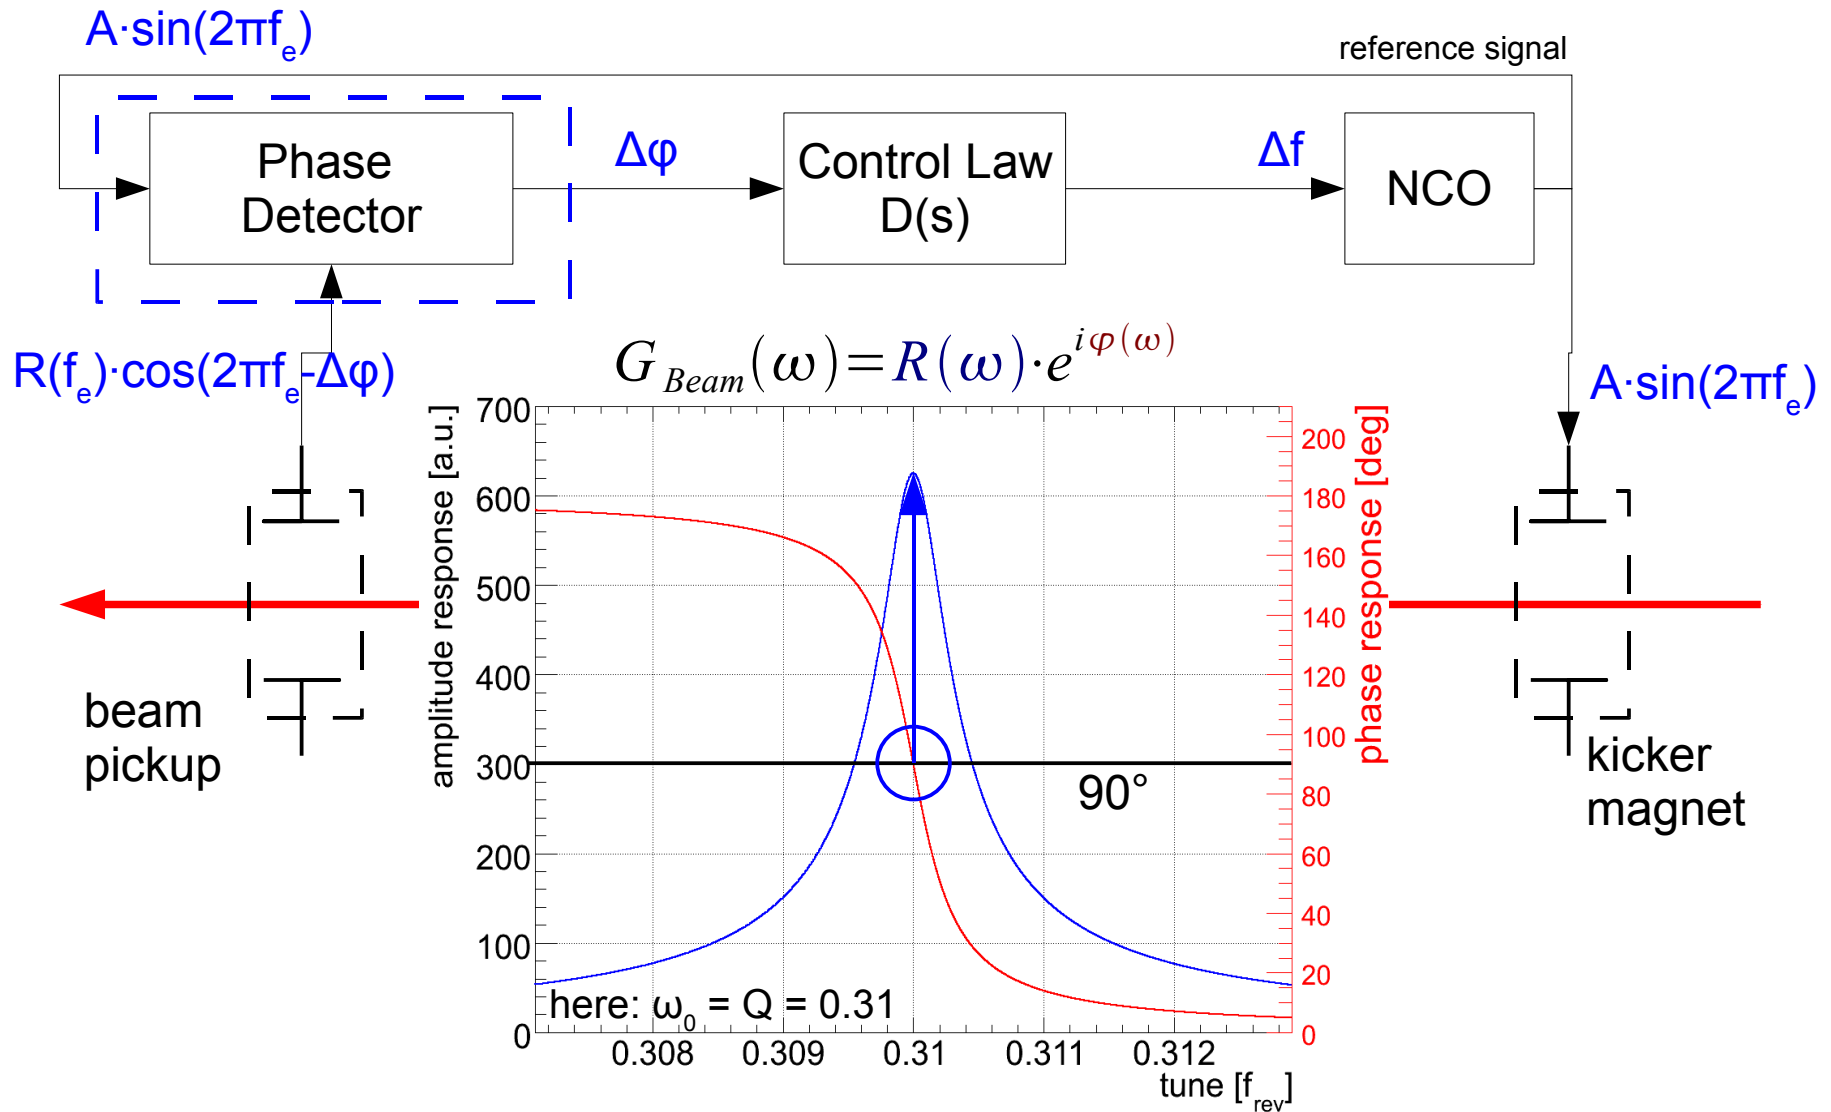 A·sin(2πfₑ)
reference signal
Phase
Detector
Δφ
Control Law
D(s)
Δf
NCO
R(fₑ)·cos(2πfₑ-Δφ)
G_Beam(ω)=R(ω)·e^{iφ(ω)}
A·sin(2πfₑ)
amplitude response [a.u.]
700
600
500
400
300
200
100
0
phase response [deg]
200
180
160
140
120
100
80
60
40
20
0
beam
pickup
90°
kicker
magnet
here: ω₀ = Q = 0.31
0.308 0.309 0.31 0.311 0.312
tune [f_rev]